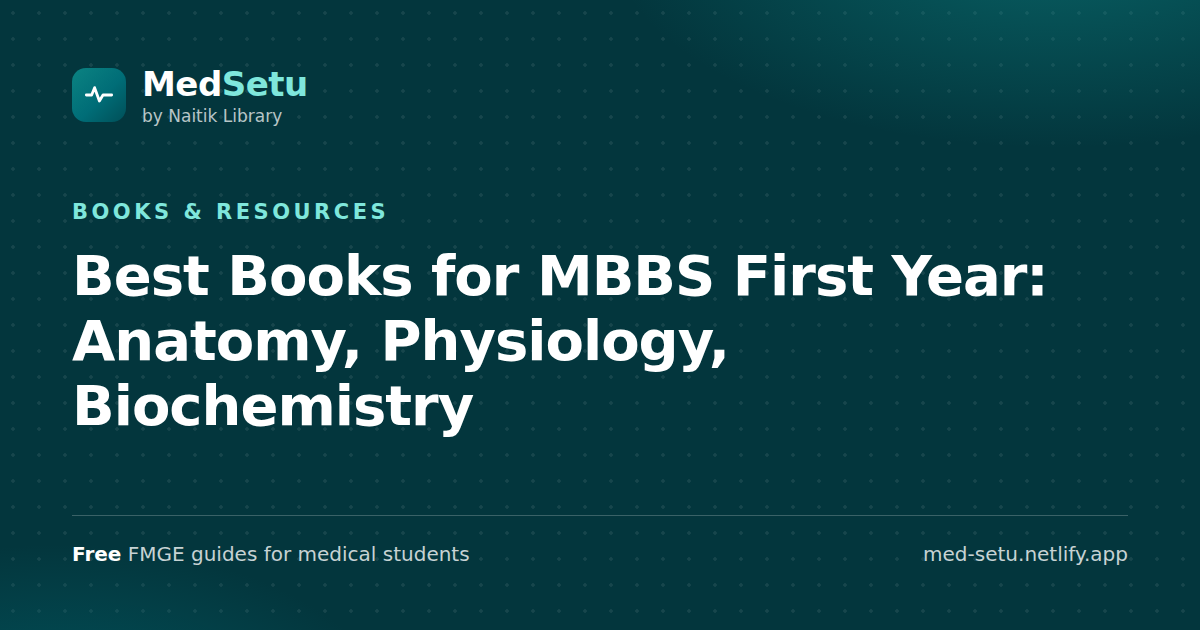 MedSetu
by Naitik Library
BOOKS & RESOURCES
Best Books for MBBS First Year:
Anatomy, Physiology,
Biochemistry
Free FMGE guides for medical students
med-setu.netlify.app